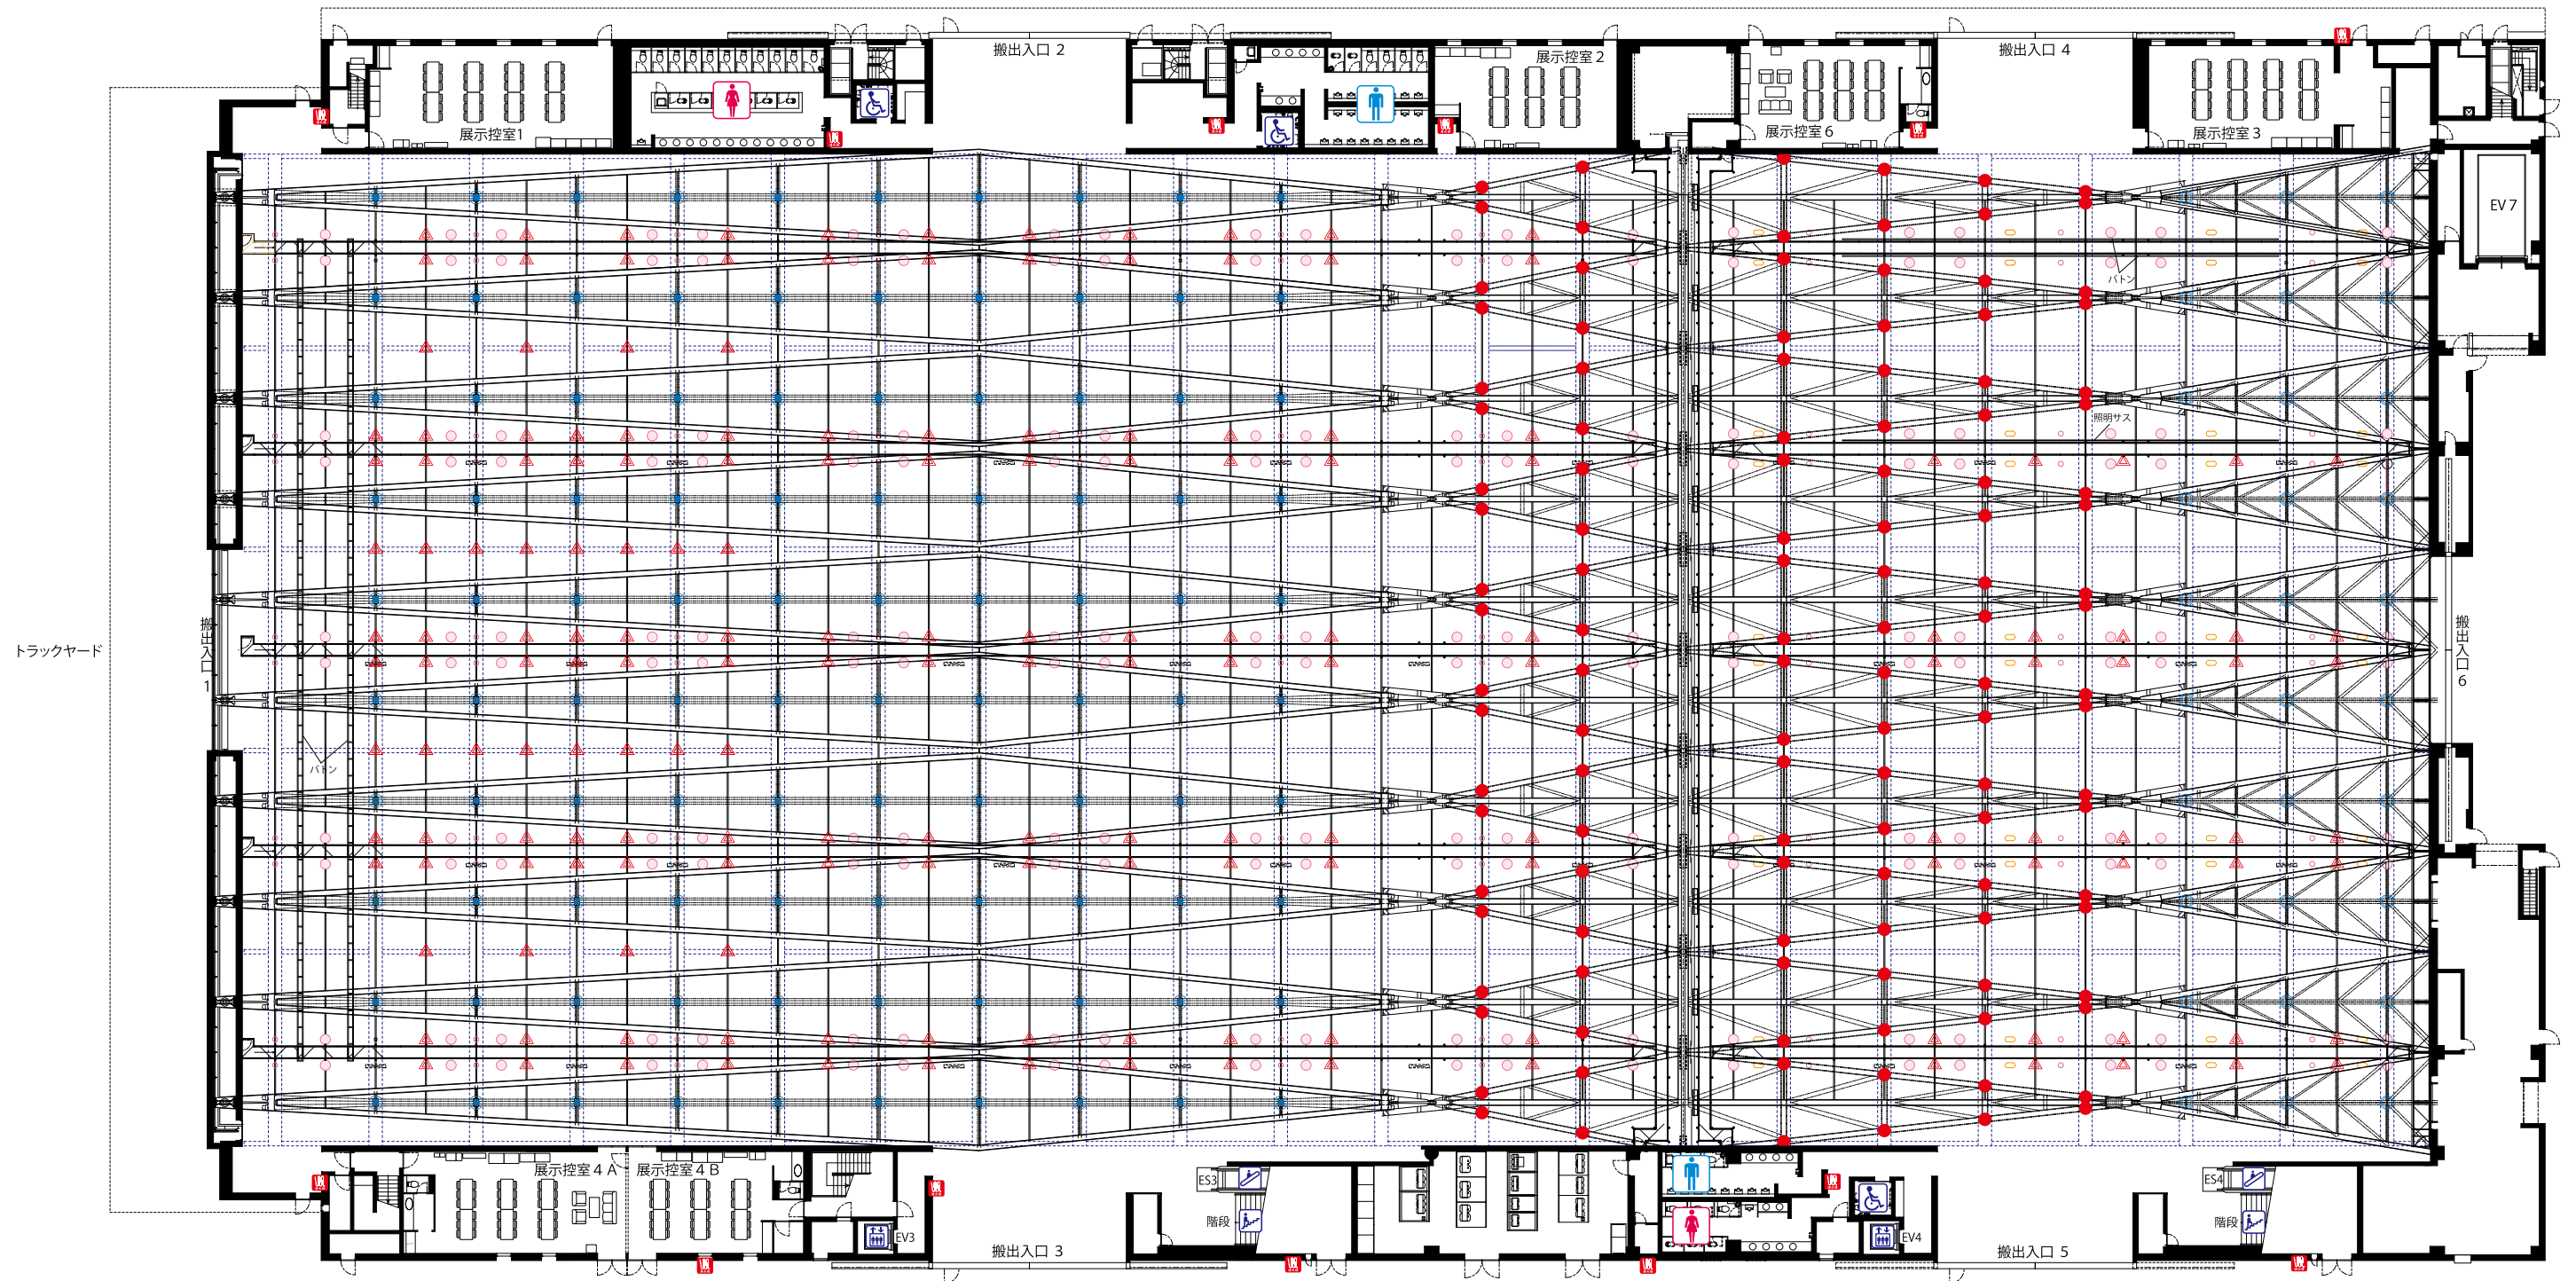 搬出入口 2
搬出入口 4
展示控室1
展示控室 2
展示控室 6
展示控室 3
EV 7
バトン
照明サス
トラックヤード
搬出入口 1
搬出入口 6
バトン
展示控室 4 A
展示控室 4 B
EV3
搬出入口 3
ES3
階段
EV4
搬出入口 5
ES4
階段